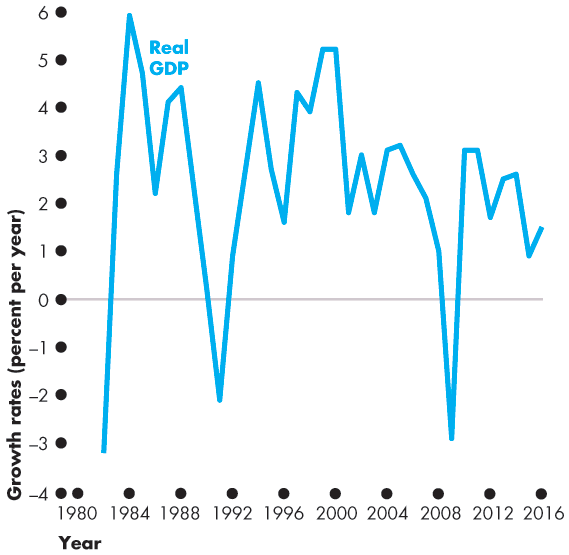 6
Real
GDP
5
4
3
2
1
0
–1
–2
–3
–4
Growth rates (percent per year)
1980 1984 1988 1992 1996 2000 2004 2008 2012 2016
Year